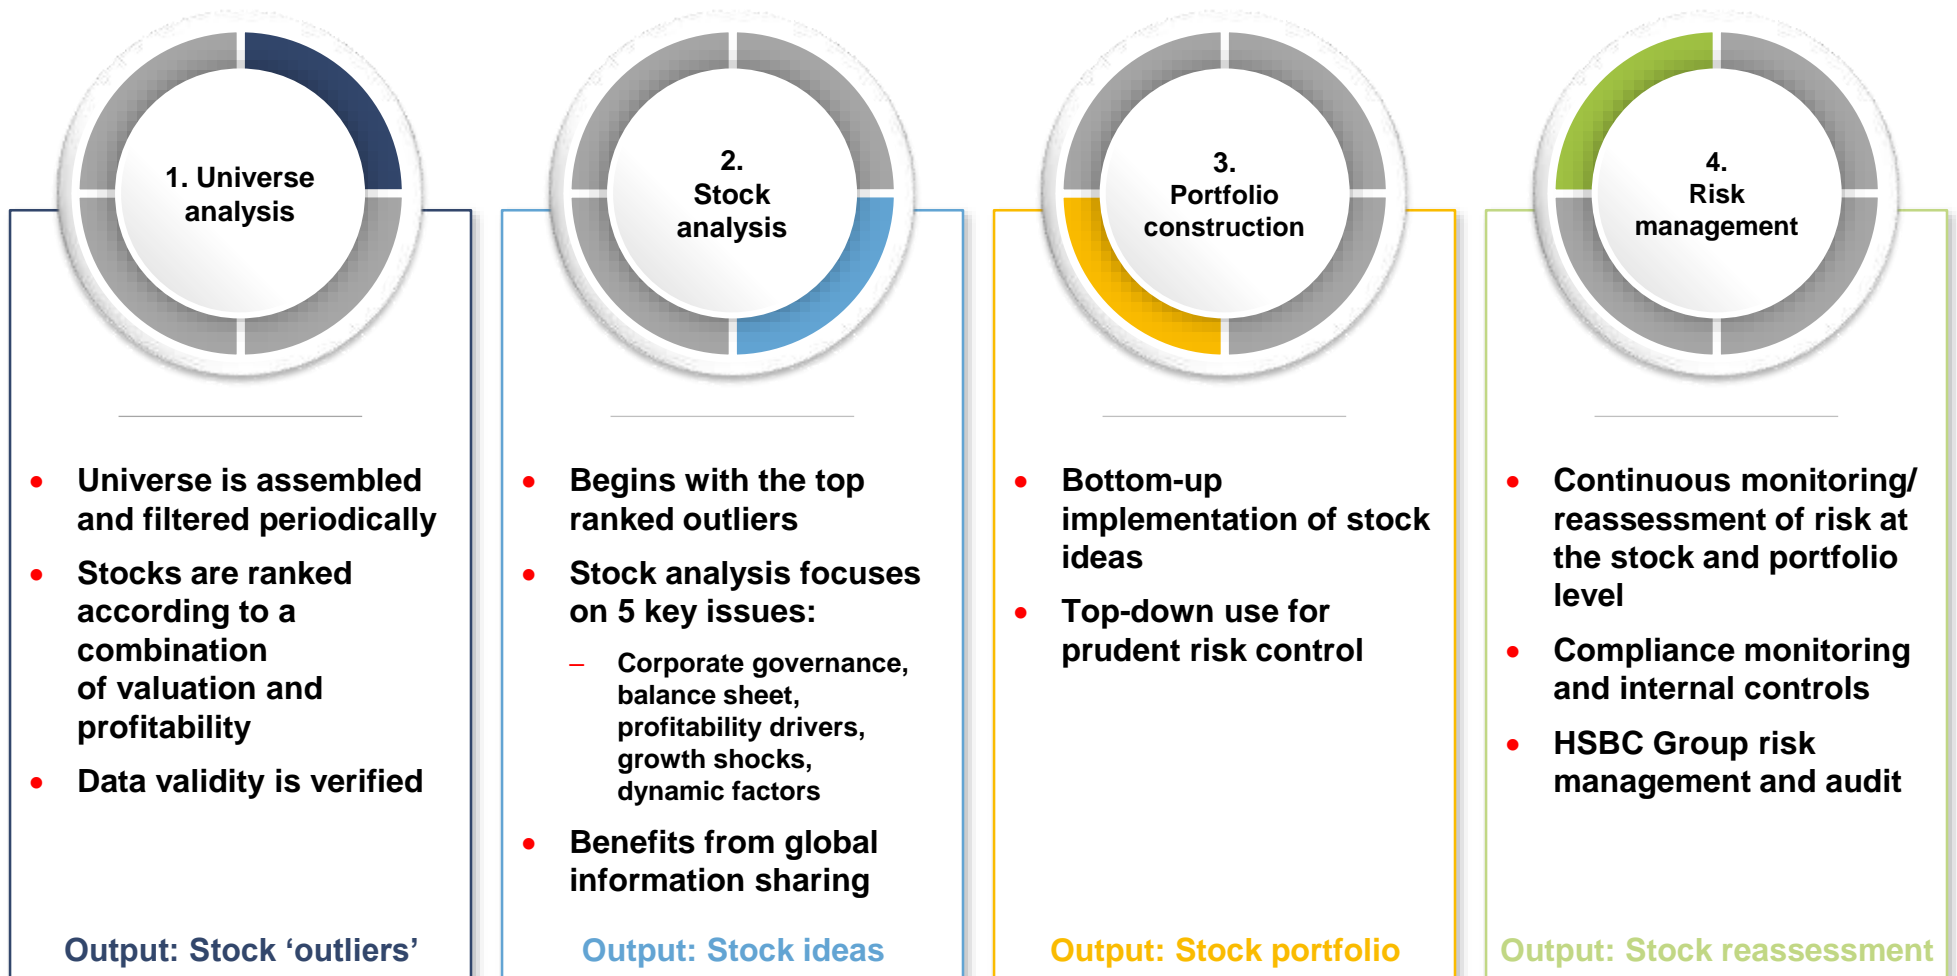 1. Universe
analysis
• Universe is assembled
and filtered periodically
• Stocks are ranked
according to a
combination
of valuation and
profitability
• Data validity is verified
Output: Stock ‘outliers’
2.
Stock
analysis
• Begins with the top
ranked outliers
• Stock analysis focuses
on 5 key issues:
– Corporate governance,
balance sheet,
profitability drivers,
growth shocks,
dynamic factors
• Benefits from global
information sharing
Output: Stock ideas
3.
Portfolio
construction
• Bottom-up
implementation of stock
ideas
• Top-down use for
prudent risk control
Output: Stock portfolio
4.
Risk
management
• Continuous monitoring/
reassessment of risk at
the stock and portfolio
level
• Compliance monitoring
and internal controls
• HSBC Group risk
management and audit
Output: Stock reassessment